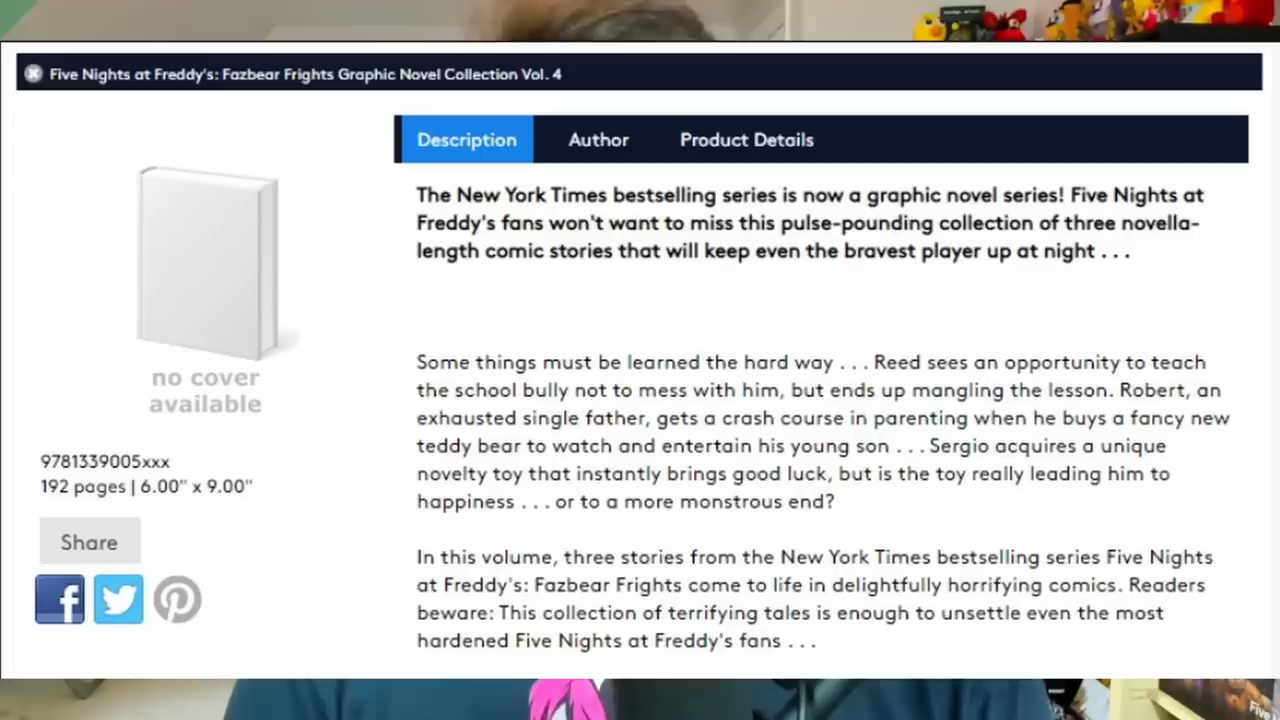 Five Nights at Freddy's: Fazbear Frights Graphic Novel Collection Vol. 4
Description Author Product Details
The New York Times bestselling series is now a graphic novel series! Five Nights at
Freddy's fans won't want to miss this pulse-pounding collection of three novella-
length comic stories that will keep even the bravest player up at night . . .
no cover
available
9781339005xxx
192 pages | 6.00" x 9.00"
Share
Some things must be learned the hard way . . . Reed sees an opportunity to teach
the school bully not to mess with him, but ends up mangling the lesson. Robert, an
exhausted single father, gets a crash course in parenting when he buys a fancy new
teddy bear to watch and entertain his young son . . . Sergio acquires a unique
novelty toy that instantly brings good luck, but is the toy really leading him to
happiness . . . or to a more monstrous end?
In this volume, three stories from the New York Times bestselling series Five Nights
at Freddy's: Fazbear Frights come to life in delightfully horrifying comics. Readers
beware: This collection of terrifying tales is enough to unsettle even the most
hardened Five Nights at Freddy's fans . . .
Five